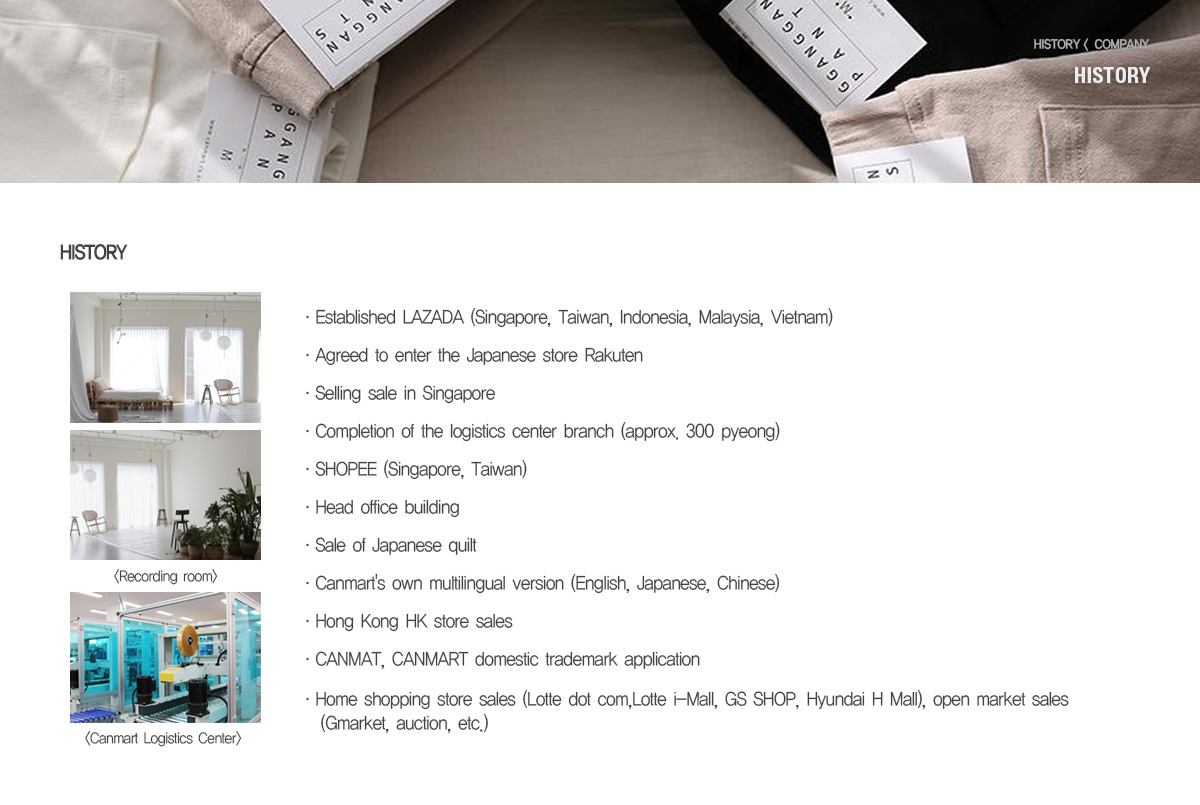 GGANGGAN
P A N T S
GGANGGAN
P A N T
"M"
GGANG
P A N
M
S
N
HISTORY < COMPANY
HISTORY
HISTORY
· Established LAZADA (Singapore, Taiwan, Indonesia, Malaysia, Vietnam)
· Agreed to enter the Japanese store Rakuten
· Selling sale in Singapore
· Completion of the logistics center branch (approx. 300 pyeong)
· SHOPEE (Singapore, Taiwan)
· Head office building
· Sale of Japanese quilt
· Canmart's own multilingual version (English, Japanese, Chinese)
· Hong Kong HK store sales
· CANMAT, CANMART domestic trademark application
· Home shopping store sales (Lotte dot com,Lotte i-Mall, GS SHOP, Hyundai H Mall), open market sales
(Gmarket, auction, etc.)
<Recording room>
<Canmart Logistics Center>